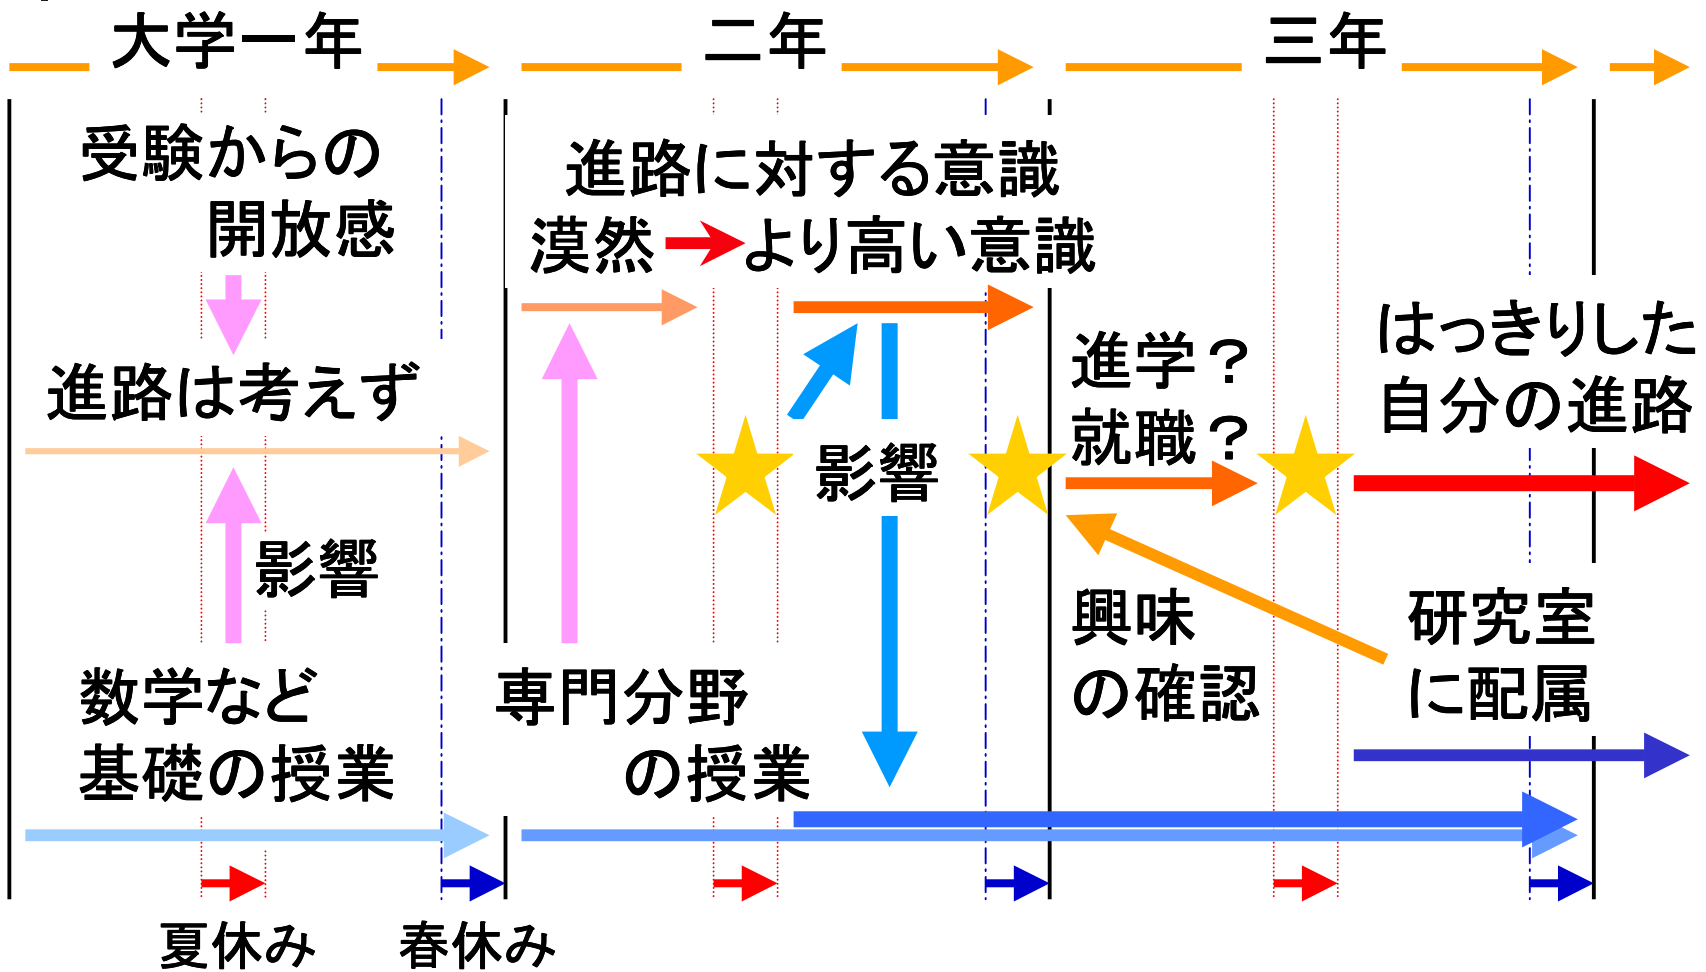 大学一年
二年
三年
受験からの
開放感
進路は考えず
影響
数学など
基礎の授業
進路に対する意識
漠然
より高い意識
影響
専門分野
の授業
進学？
就職？
興味
の確認
はっきりした
自分の進路
研究室
に配属
夏休み
春休み